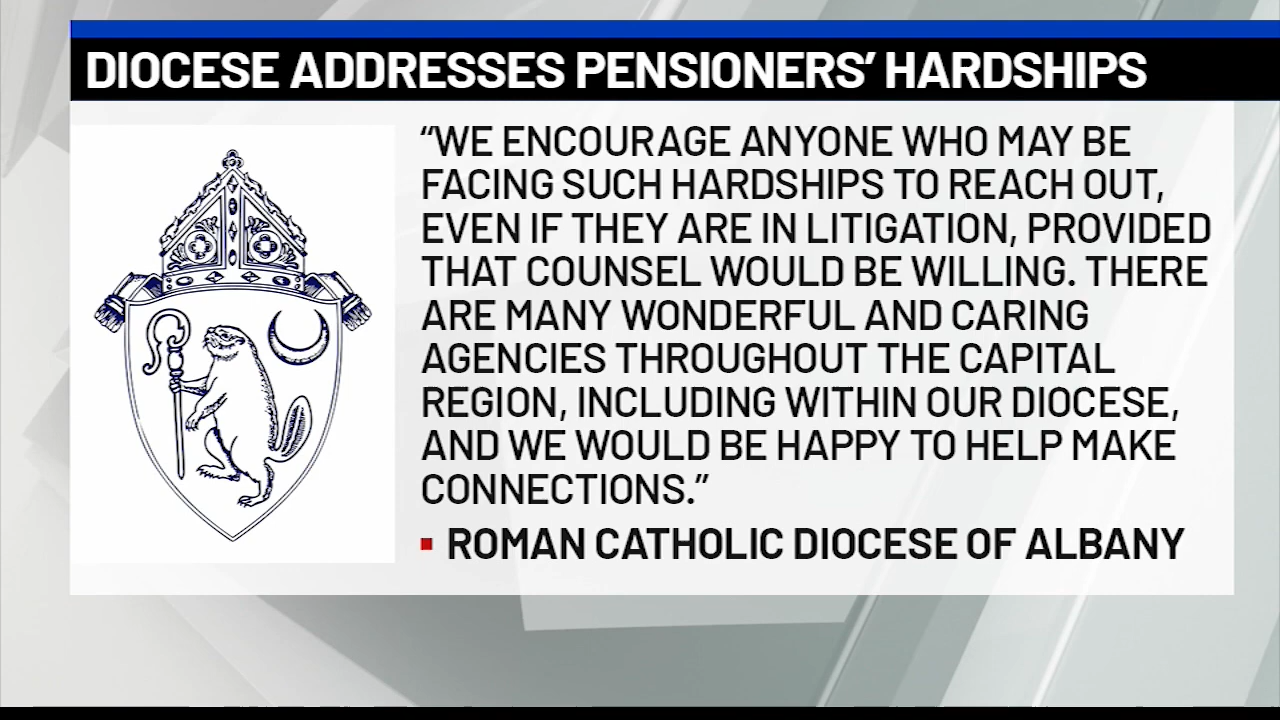 DIOCESE ADDRESSES PENSIONERS’ HARDSHIPS
“WE ENCOURAGE ANYONE WHO MAY BE
FACING SUCH HARDSHIPS TO REACH OUT,
EVEN IF THEY ARE IN LITIGATION, PROVIDED
THAT COUNSEL WOULD BE WILLING. THERE
ARE MANY WONDERFUL AND CARING
AGENCIES THROUGHOUT THE CAPITAL
REGION, INCLUDING WITHIN OUR DIOCESE,
AND WE WOULD BE HAPPY TO HELP MAKE
CONNECTIONS.”
▪ ROMAN CATHOLIC DIOCESE OF ALBANY